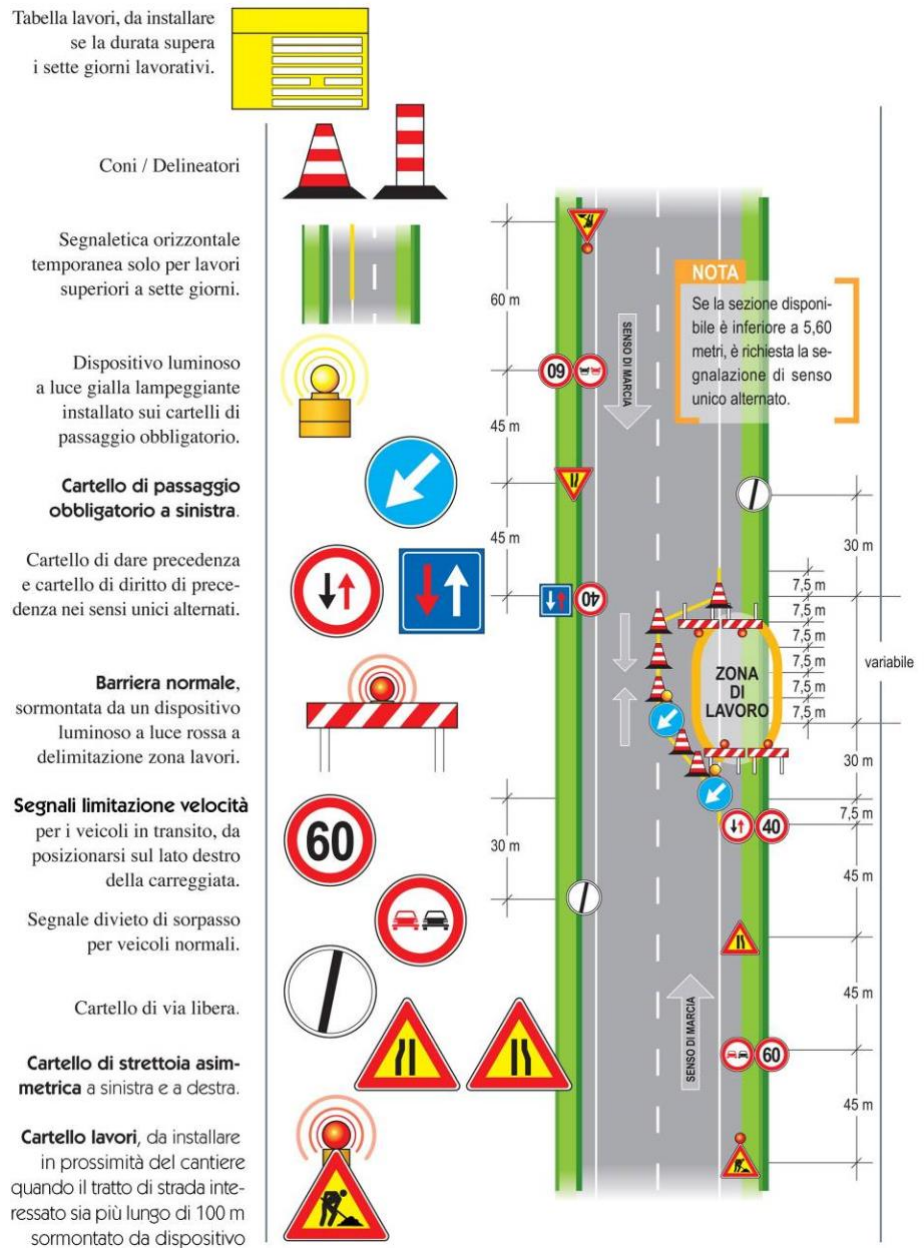 Tabella lavori, da installare
se la durata supera
i sette giorni lavorativi.
Coni / Delineatori
Segnaletica orizzontale
temporanea solo per lavori
superiori a sette giorni.
Dispositivo luminoso
a luce gialla lampeggiante
installato sui cartelli di
passaggio obbligatorio.
Cartello di passaggio
obbligatorio a sinistra.
Cartello di dare precedenza
e cartello di diritto di prece-
denza nei sensi unici alternati.
Barriera normale,
sormontata da un dispositivo
luminoso a luce rossa a
delimitazione zona lavori.
Segnali limitazione velocità
per i veicoli in transito, da
posizionarsi sul lato destro
della carreggiata.
60
Segnale divieto di sorpasso
per veicoli normali.
Cartello di via libera.
Cartello di strettoia asim-
metrica a sinistra e a destra.
Cartello lavori, da installare
in prossimità del cantiere
quando il tratto di strada inte-
ressato sia più lungo di 100 m
sormontato da dispositivo
60 m
45 m
45 m
30 m
60
SENSO DI MARCIA
40
NOTA
Se la sezione disponi-
bile è inferiore a 5,60
metri, è richiesta la se-
gnalazione di senso
unico alternato.
ZONA
DI
LAVORO
40
60
SENSO DI MARCIA
30 m
7,5 m
7,5 m
7,5 m
7,5 m
7,5 m
7,5 m
variabile
30 m
7,5 m
45 m
45 m
45 m